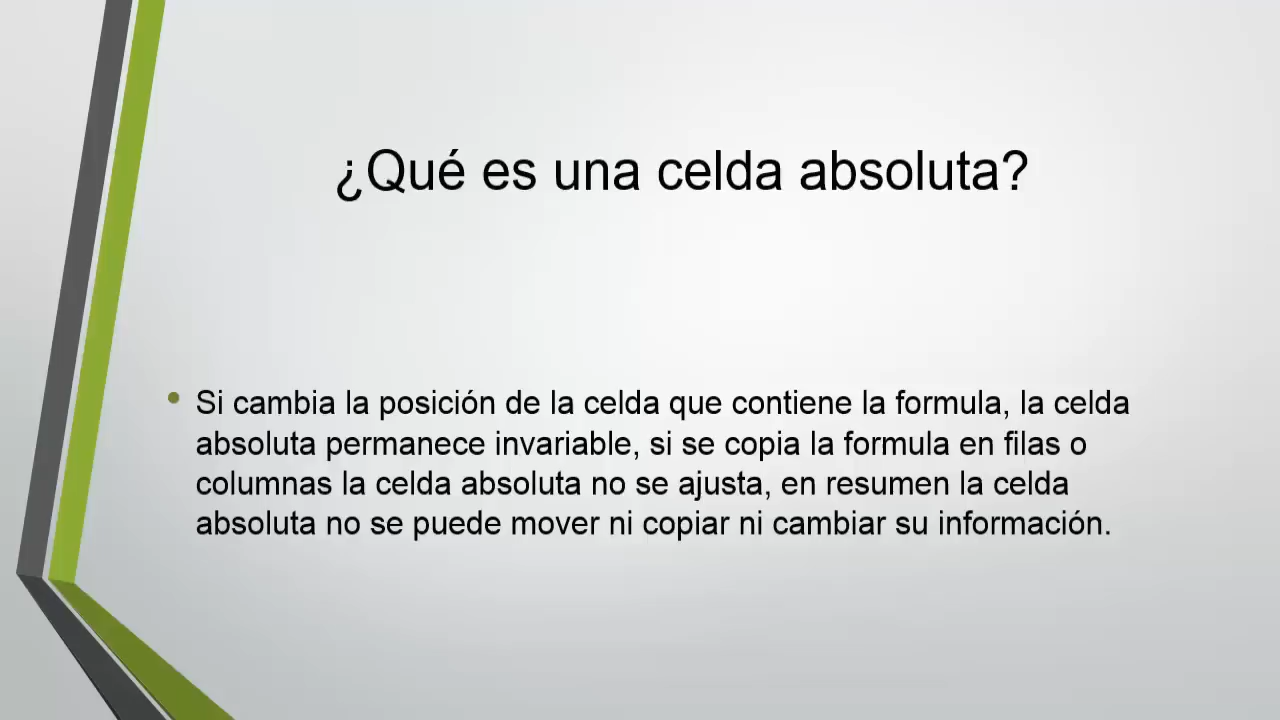 ¿Qué es una celda absoluta?
• Si cambia la posición de la celda que contiene la formula, la celda
absoluta permanece invariable, si se copia la formula en filas o
columnas la celda absoluta no se ajusta, en resumen la celda
absoluta no se puede mover ni copiar ni cambiar su información.